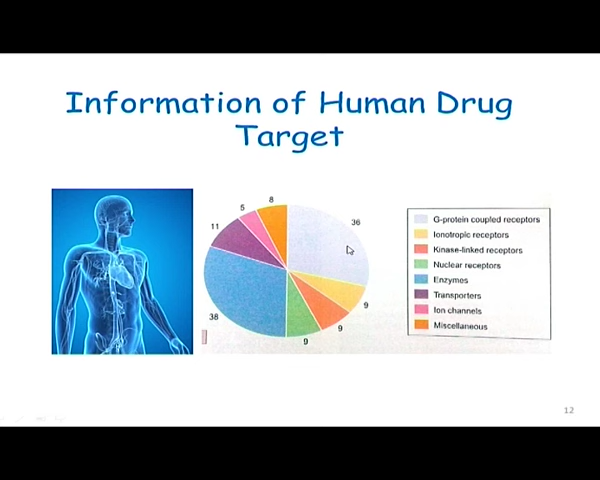 Information of Human Drug
Target
8
5
36
11
38
9
9
9
G-protein coupled receptors
Ionotropic receptors
Kinase-linked receptors
Nuclear receptors
Enzymes
Transporters
Ion channels
Miscellaneous
12